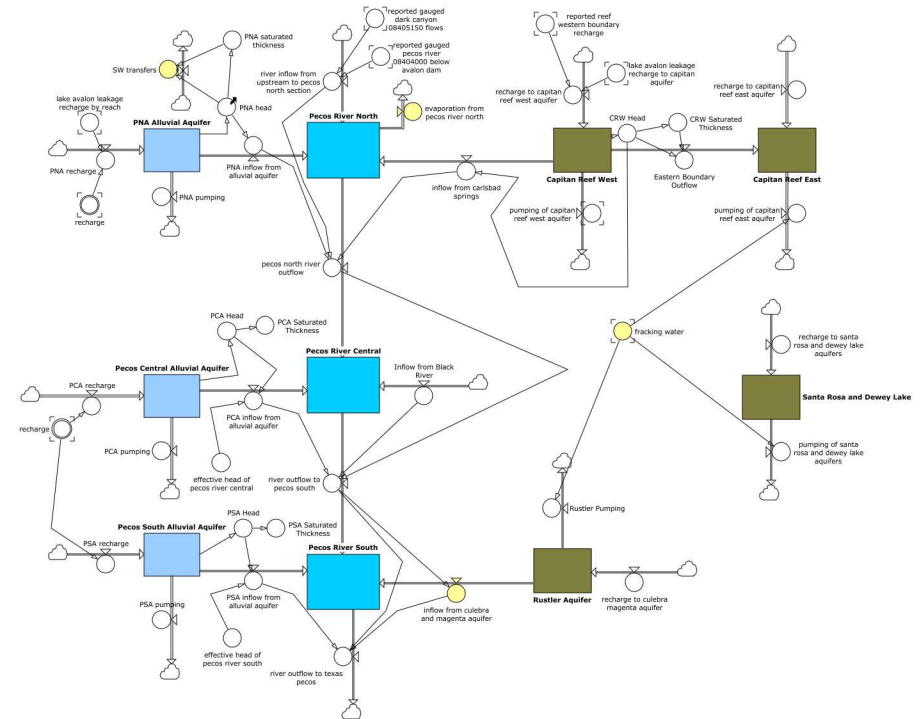 reported gauged
dark canyon
08405150 flows
reported gauged
pecos river
08404000 below
avalon dam
reported reef
western boundary
recharge
PNA saturated
thickness
SW transfers
river inflow from
upstream to pecos
north section
lake avalon leakage
recharge to capitan
aquifer
recharge to capitan
reef west aquifer
recharge to capitan
reef east aquifer
lake avalon leakage
recharge by reach
PNA head
Pecos River North
evaporation from
pecos river north
PNA Alluvial Aquifer
CRW Head
CRW Saturated
Thickness
PNA recharge
PNA inflow from
alluvial aquifer
inflow from carlsbad
springs
Capitan Reef West
Eastern Boundary
Outflow
Capitan Reef East
PNA pumping
recharge
pumping of capitan
reef west aquifer
pumping of capitan
reef east aquifer
pecos north river
outflow
PCA Head
PCA Saturated
Thickness
fracking water
recharge to santa
rosa and dewey lake
aquifers
Pecos River Central
Pecos Central Alluvial Aquifer
Inflow from Black
River
PCA recharge
Santa Rosa and Dewey Lake
recharge
PCA inflow from
alluvial aquifer
PCA pumping
pumping of santa
rosa and dewey lake
aquifers
effective head of
pecos river central
river outflow to
pecos south
Rustler Pumping
PSA Head
PSA Saturated
Thickness
Pecos South Alluvial Aquifer
PSA recharge
Pecos River South
PSA inflow from
alluvial aquifer
PSA pumping
inflow from culebra
and magenta aquifer
Rustler Aquifer
recharge to culebra
magenta aquifer
effective head of
pecos river south
river outflow to texas
pecos